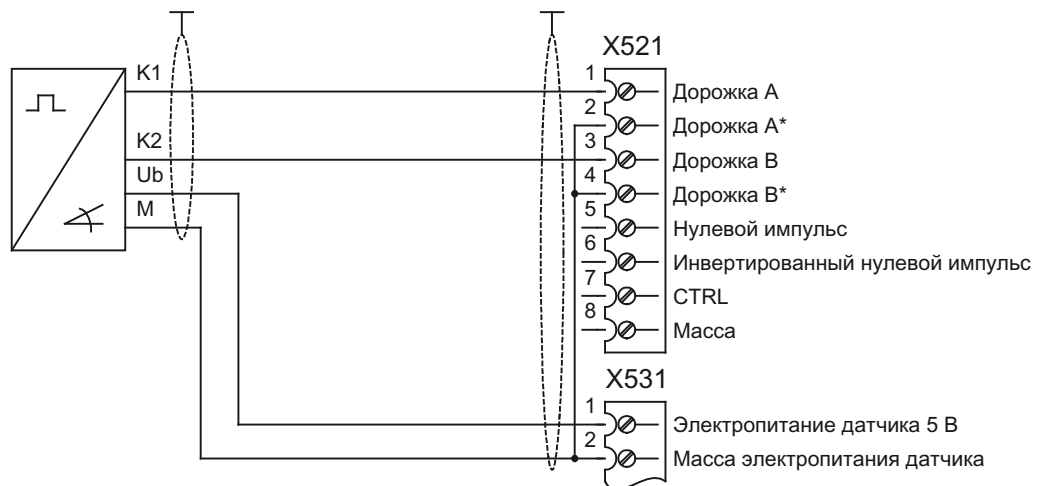 X521
K1
1 Дорожка А
2 Дорожка А*
K2
3 Дорожка В
Ub
4 Дорожка В*
M
5 Нулевой импульс
6 Инвертированный нулевой импульс
7 CTRL
8 Масса
X531
1 Электропитание датчика 5 В
2 Масса электропитания датчика